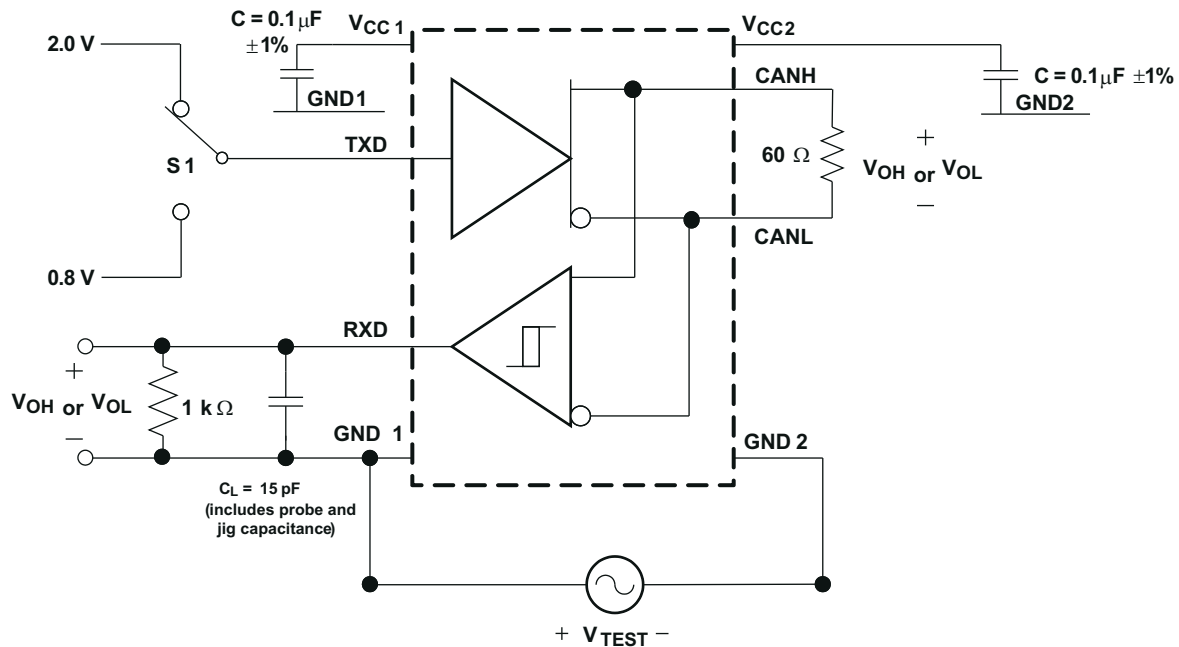 C = 0.1 μF
±1%
VCC 1
VCC2
2.0 V
GND1
CANH
C = 0.1μF ±1%
GND2
TXD
S 1
60 Ω
+
VOH or VOL
−
CANL
0.8 V
RXD
+
VOH or VOL
−
1 k Ω
GND 1
GND 2
CL = 15 pF
(includes probe and
jig capacitance)
+ VTEST −